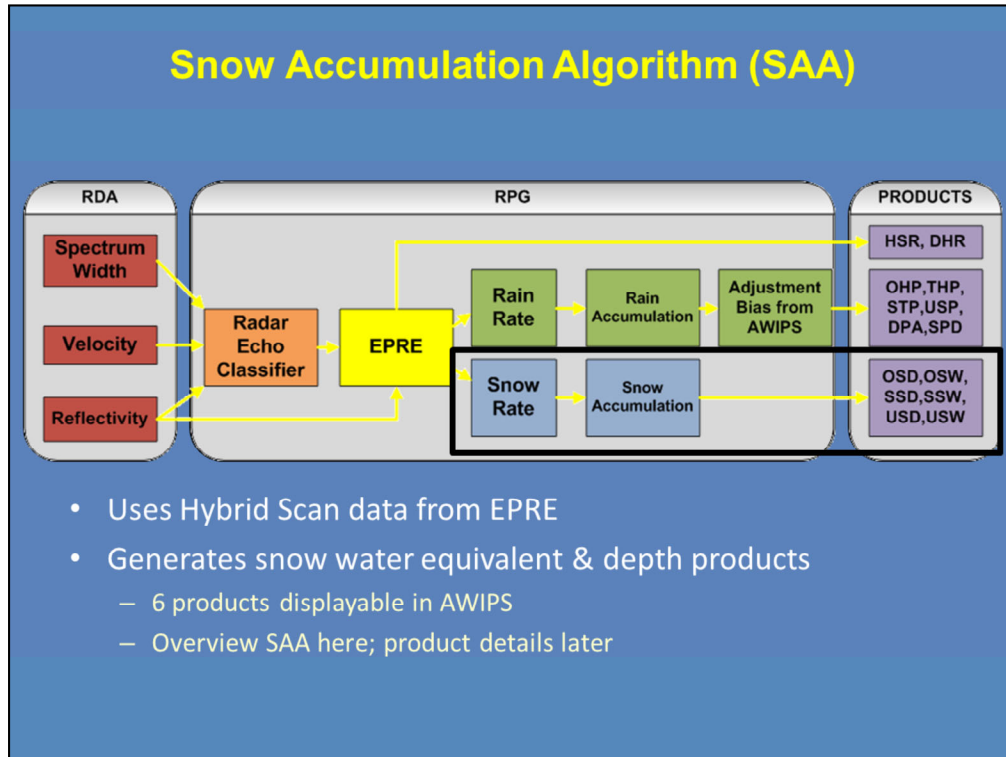 Snow Accumulation Algorithm (SAA)
RDA
RPG
PRODUCTS
Spectrum
Width
Velocity
Reflectivity
Radar
Echo
Classifier
EPRE
Rain
Rate
Rain
Accumulation
Adjustment
Bias from
AWIPS
Snow
Rate
Snow
Accumulation
HSR, DHR
OHP,THP,
STP,USP,
DPA,SPD
OSD,OSW,
SSD,SSW,
USD,USW
• Uses Hybrid Scan data from EPRE
• Generates snow water equivalent & depth products
– 6 products displayable in AWIPS
– Overview SAA here; product details later